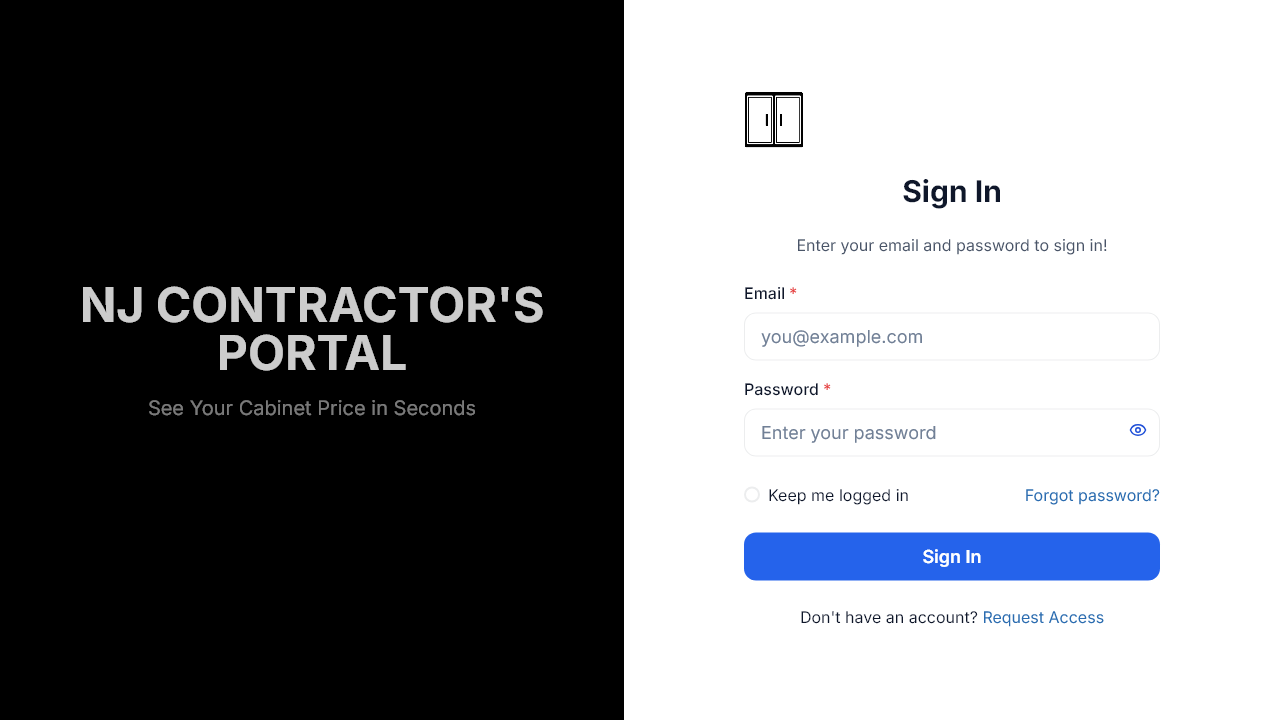 NJ CONTRACTOR'S
PORTAL
See Your Cabinet Price in Seconds
Sign In
Enter your email and password to sign in!
Email *
you@example.com
Password *
Enter your password
Keep me logged in
Forgot password?
Sign In
Don't have an account? Request Access